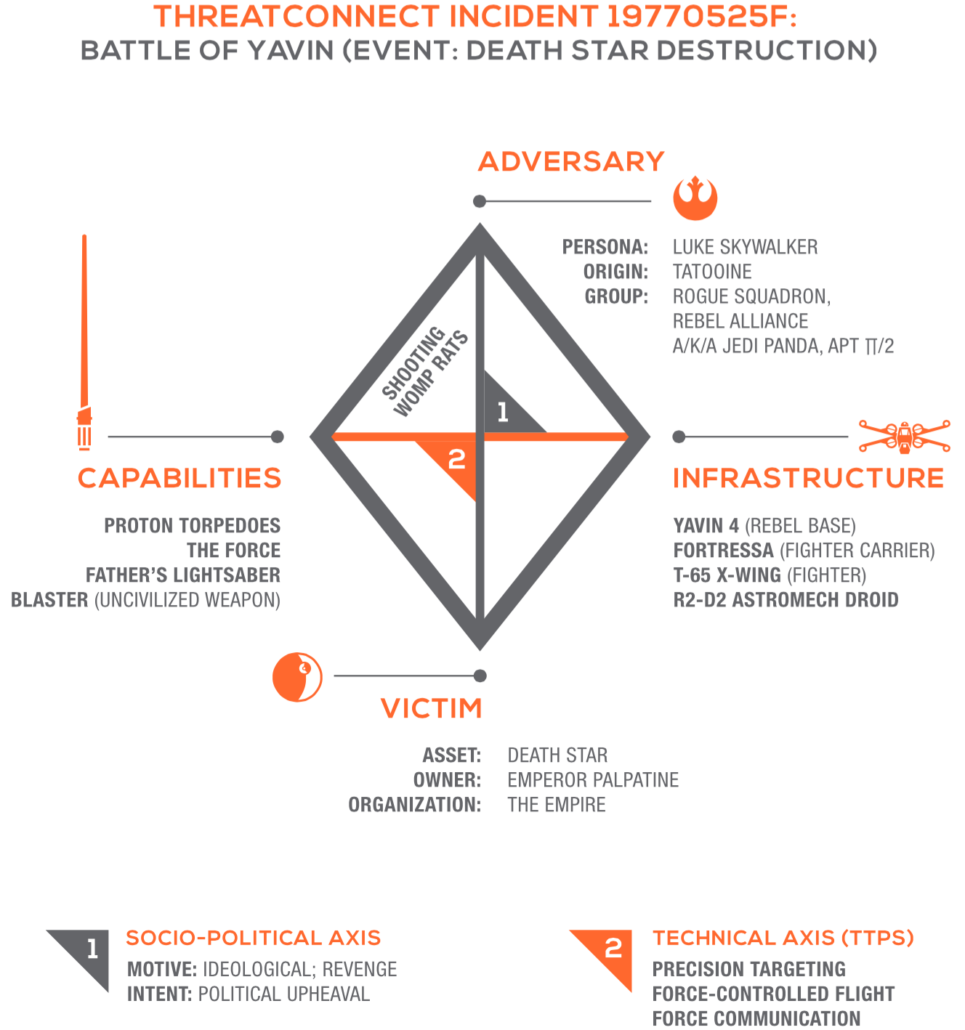 THREATCONNECT INCIDENT 19770525F:
BATTLE OF YAVIN (EVENT: DEATH STAR DESTRUCTION)
ADVERSARY
PERSONA: LUKE SKYWALKER
ORIGIN: TATOOINE
GROUP: ROGUE SQUADRON,
REBEL ALLIANCE
A/K/A JEDI PANDA, APT ∏/2
SHOOTING
WOMP RATS
1
2
CAPABILITIES
PROTON TORPEDOES
THE FORCE
FATHER'S LIGHTSABER
BLASTER (UNCIVILIZED WEAPON)
INFRASTRUCTURE
YAVIN 4 (REBEL BASE)
FORTRESSA (FIGHTER CARRIER)
T-65 X-WING (FIGHTER)
R2-D2 ASTROMECH DROID
VICTIM
ASSET: DEATH STAR
OWNER: EMPEROR PALPATINE
ORGANIZATION: THE EMPIRE
1 SOCIO-POLITICAL AXIS
MOTIVE: IDEOLOGICAL; REVENGE
INTENT: POLITICAL UPHEAVAL
2 TECHNICAL AXIS (TTPS)
PRECISION TARGETING
FORCE-CONTROLLED FLIGHT
FORCE COMMUNICATION